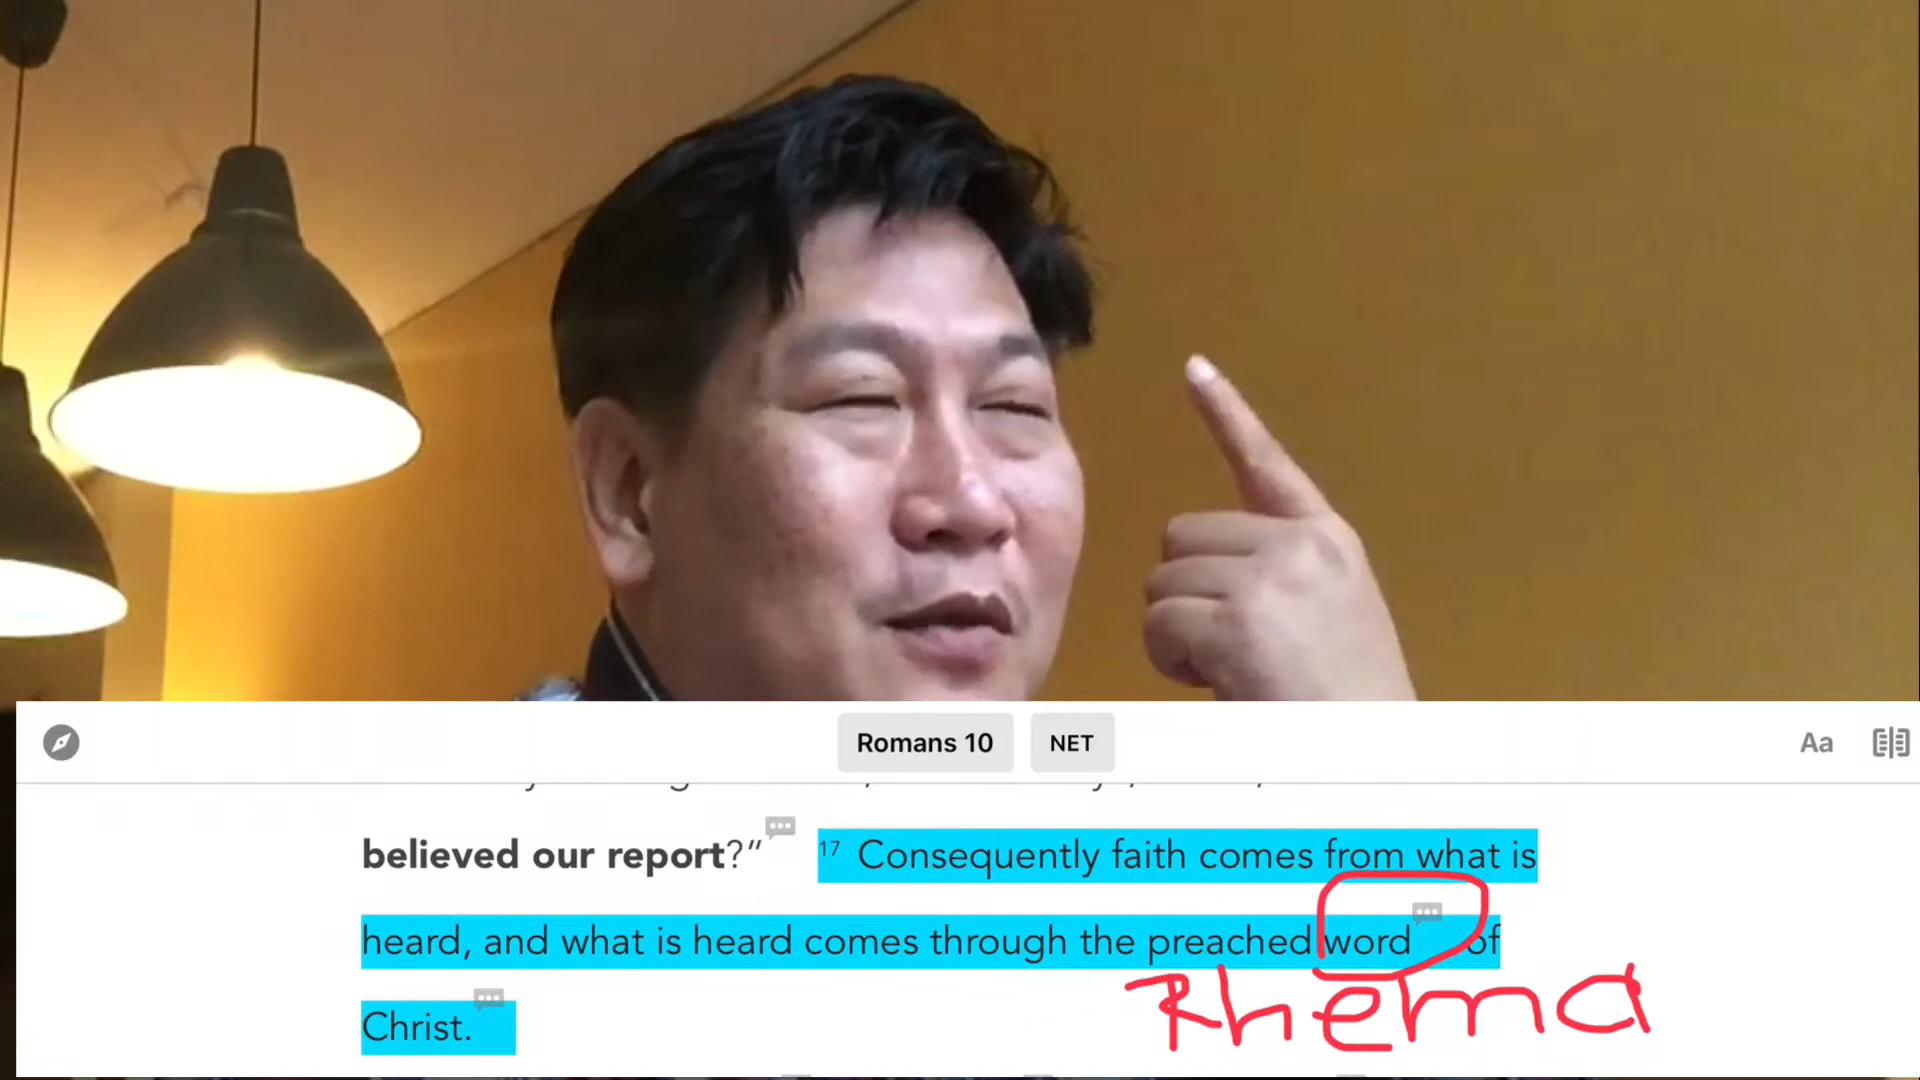 Romans 10 NET Aa
believed our report?” 17 Consequently faith comes from what is
heard, and what is heard comes through the preached word of
Christ.
Rhema